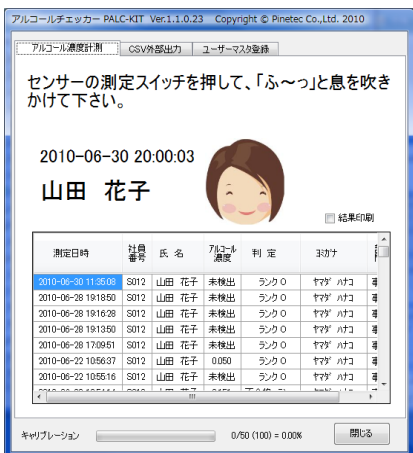 アルコールチェッカー PALC-KIT Ver.1.1.0.23 Copyright © Pinetec Co.,Ltd. 2010
アルコール濃度計測 CSV外部出力 ユーザーマスタ登録
センサーの測定スイッチを押して、「ふ～っ」と息を吹き
かけて下さい。
2010-06-30 20:00:03
山田 花子
結果印刷
測定日時 社員番号 氏 名 アルコール濃度 判 定 ヨミカナ
2010-06-30 11:35:08 S012 山田 花子 未検出 ランク 0 ヤマダ ハナコ
2010-06-28 19:18:50 S012 山田 花子 未検出 ランク 0 ヤマダ ハナコ
2010-06-28 19:16:28 S012 山田 花子 未検出 ランク 0 ヤマダ ハナコ
2010-06-28 19:13:50 S012 山田 花子 未検出 ランク 0 ヤマダ ハナコ
2010-06-28 17:09:51 S012 山田 花子 未検出 ランク 0 ヤマダ ハナコ
2010-06-22 10:56:37 S012 山田 花子 0.050 ランク 0 ヤマダ ハナコ
2010-06-22 10:55:16 S012 山田 花子 未検出 ランク 0 ヤマダ ハナコ
キャリブレーション 0/50 (100) = 0.00% 閉じる